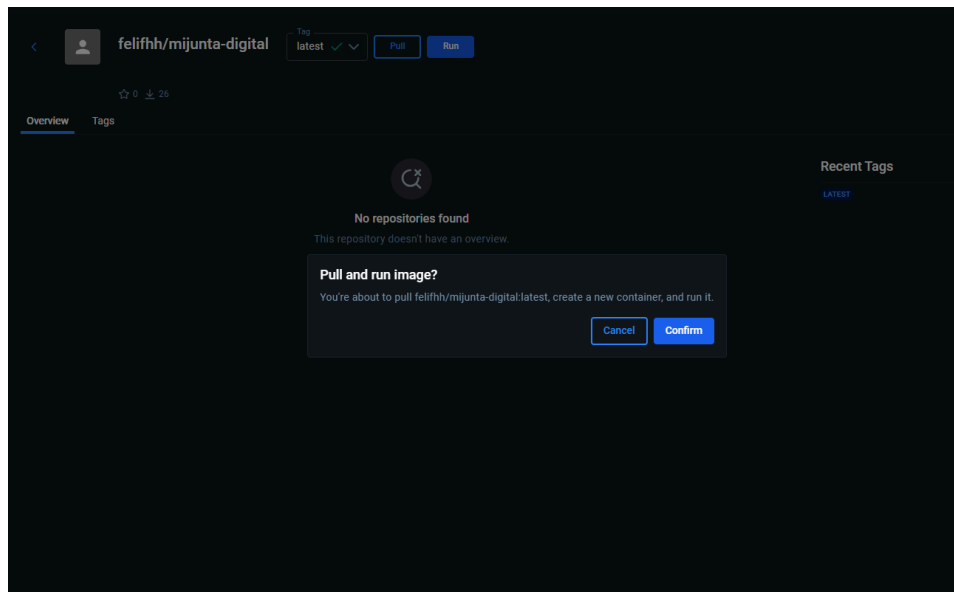 felifhh/mijunta-digital
Tag
latest
Pull
Run
0 26
Overview Tags
Recent Tags
LATEST
No repositories found
This repository doesn't have an overview.
Pull and run image?
You're about to pull felifhh/mijunta-digital:latest, create a new container, and run it.
Cancel Confirm